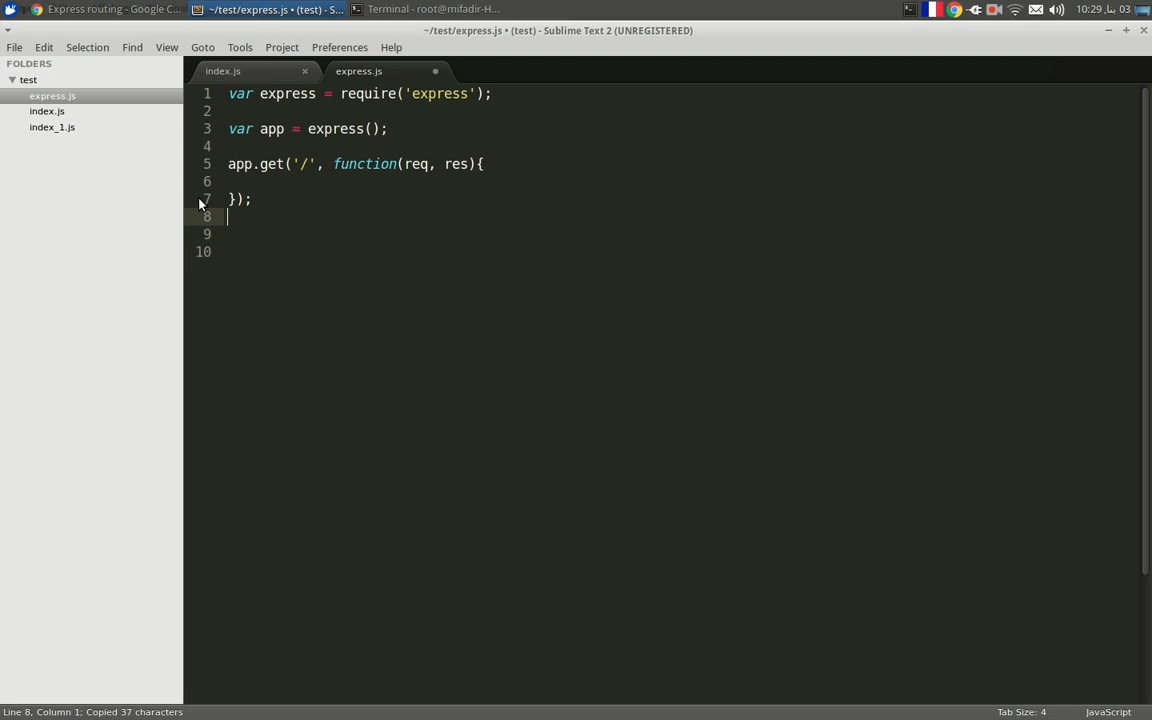 Express routing - Google C...
~/test/express.js • (test) - S...
Terminal - root@mifadir-H...
10:29
03
~/test/express.js • (test) - Sublime Text 2 (UNREGISTERED)
File Edit Selection Find View Goto Tools Project Preferences Help
FOLDERS
test
express.js
index.js
index_1.js
index.js × express.js
1 var express = require('express');
2
3 var app = express();
4
5 app.get('/', function(req, res){
6
7 });
8
9
10
Line 8, Column 1; Copied 37 characters
Tab Size: 4
JavaScript